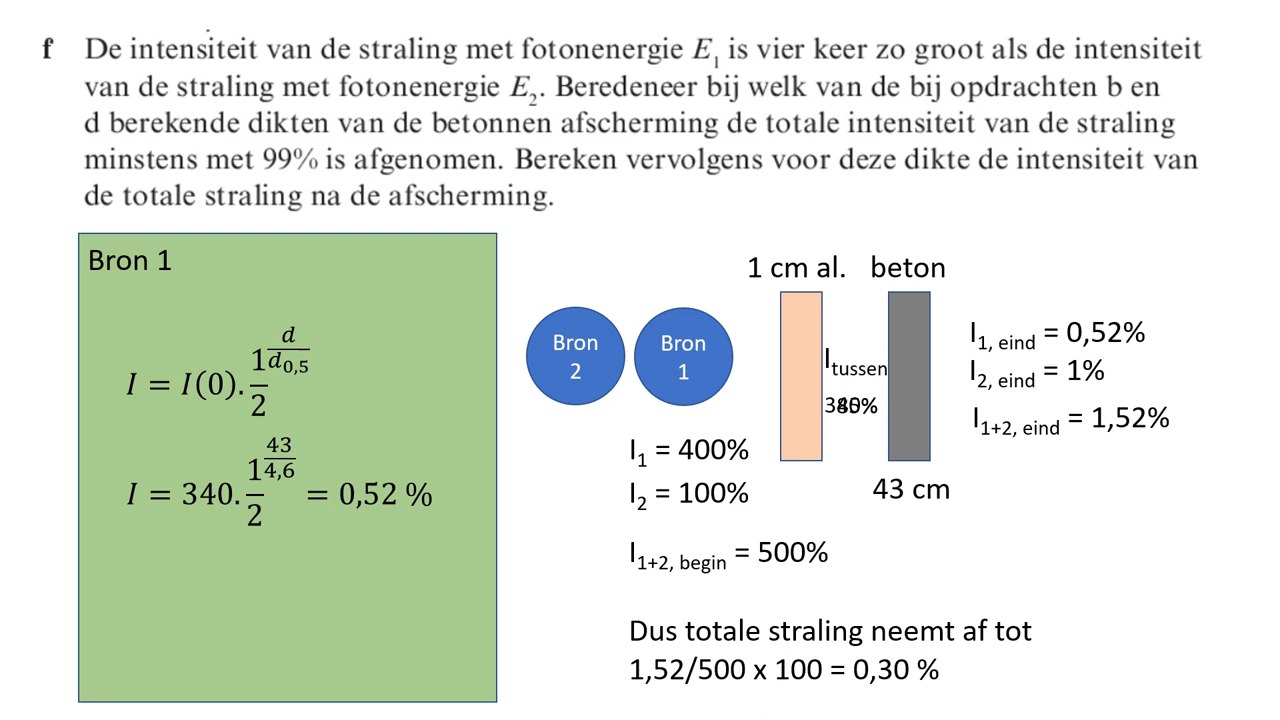 f De intensiteit van de straling met fotonenergie E₁ is vier keer zo groot als de intensiteit
van de straling met fotonenergie E₂. Beredeneer bij welk van de bij opdrachten b en
d berekende dikten van de betonnen afscherming de totale intensiteit van de straling
minstens met 99% is afgenomen. Bereken vervolgens voor deze dikte de intensiteit van
de totale straling na de afscherming.
Bron 1
I = I(0). 1/2^(d/d₀,₅)
I = 340. 1/2^(43/4,6) = 0,52 %
Bron
2
Bron
1
1 cm al.
beton
I tussen
I₁ = 400%
I₂ = 100%
I₁₊₂, begin = 500%
43 cm
I₁, eind = 0,52%
I₂, eind = 1%
I₁₊₂, eind = 1,52%
Dus totale straling neemt af tot
1,52/500 x 100 = 0,30 %